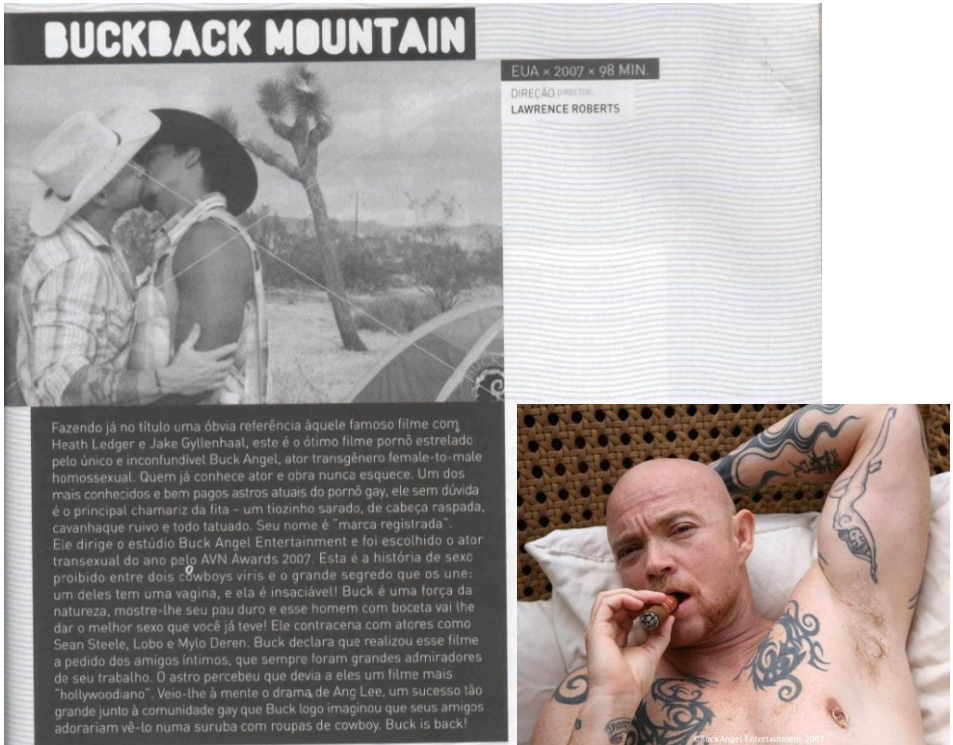 BUCKBACK MOUNTAIN
EUA × 2007 × 98 MIN.
DIREÇÃO DIRECTOR:
LAWRENCE ROBERTS
Fazendo já no título uma óbvia referência àquele famoso filme com
Heath Ledger e Jake Gyllenhaal, este é o ótimo filme pornô estrelado
pelo único e inconfundível Buck Angel, ator transgênero female-to-male
homossexual. Quem já conhece ator e obra nunca esquece. Um dos
mais conhecidos e bem pagos astros atuais do pornô gay, ele sem dúvida
é o principal chamariz da fita – um tiozinho sarado, de cabeça raspada,
cavanhaque ruivo e todo tatuado. Seu nome é "marca registrada".
Ele dirige o estúdio Buck Angel Entertainment e foi escolhido o ator
transexual do ano pelo AVN Awards 2007. Esta é a história de sexo
proibido entre dois cowboys viris e o grande segredo que os une:
um deles tem uma vagina, e ela é insaciável! Buck é uma força da
natureza, mostre-lhe seu pau duro e esse homem com boceta vai lhe
dar o melhor sexo que você já teve! Ele contracena com atores como
Sean Steele, Lobo e Mylo Deren. Buck declara que realizou esse filme
a pedido dos amigos íntimos, que sempre foram grandes admiradores
de seu trabalho. O astro percebeu que devia a eles um filme mais
"hollywoodiano". Veio-lhe à mente o drama de Ang Lee, um sucesso tão
grande junto à comunidade gay que Buck logo imaginou que seus amigos
adorariam vê-lo numa suruba com roupas de cowboy. Buck is back!
©BuckAngel Entertainment, 2007